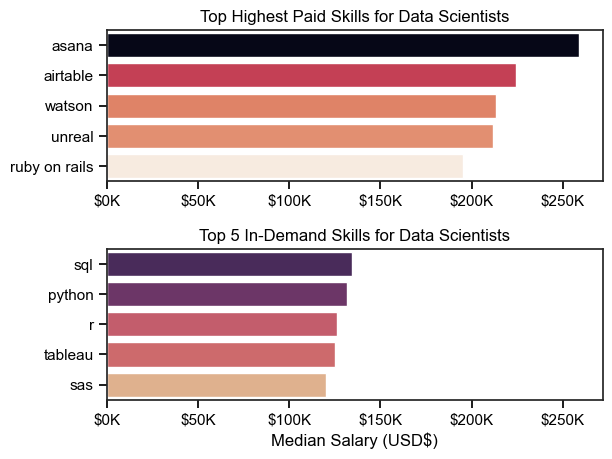 Top Highest Paid Skills for Data Scientists
asana
airtable
watson
unreal
ruby on rails
$0K $50K $100K $150K $200K $250K
Top 5 In-Demand Skills for Data Scientists
sql
python
r
tableau
sas
$0K $50K $100K $150K $200K $250K
Median Salary (USD$)